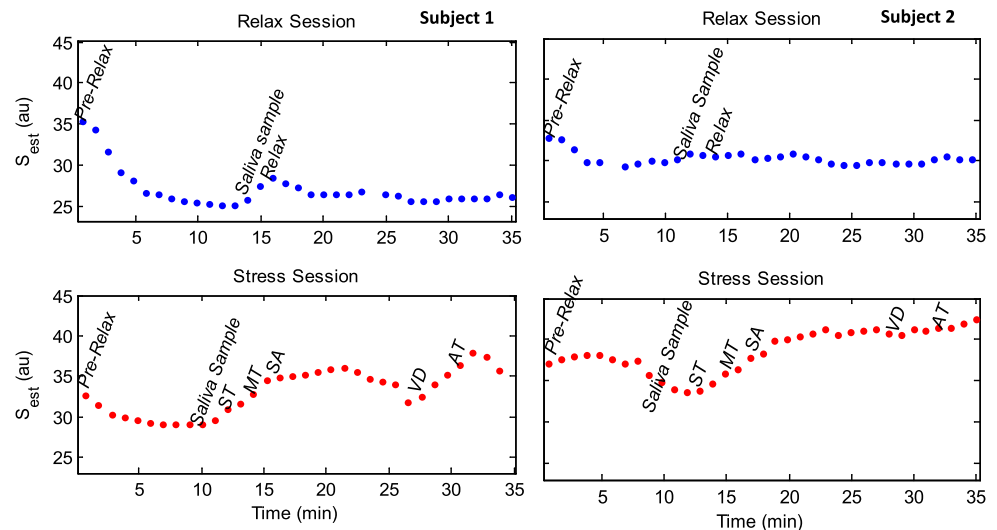 Relax Session
Subject 1
Relax Session
Subject 2
45
40
35
30
25
S_est (au)
Pre-Relax
Saliva sample
Relax
5 10 15 20 25 30 35
Pre-Relax
Saliva Sample
Relax
5 10 15 20 25 30 35
Stress Session
Stress Session
45
40
35
30
25
S_est (au)
Pre-Relax
Saliva Sample
ST
MT
SA
VD
AT
5 10 15 20 25 30 35
Time (min)
Pre-Relax
Saliva Sample
ST
MT
SA
VD
AT
5 10 15 20 25 30 35
Time (min)